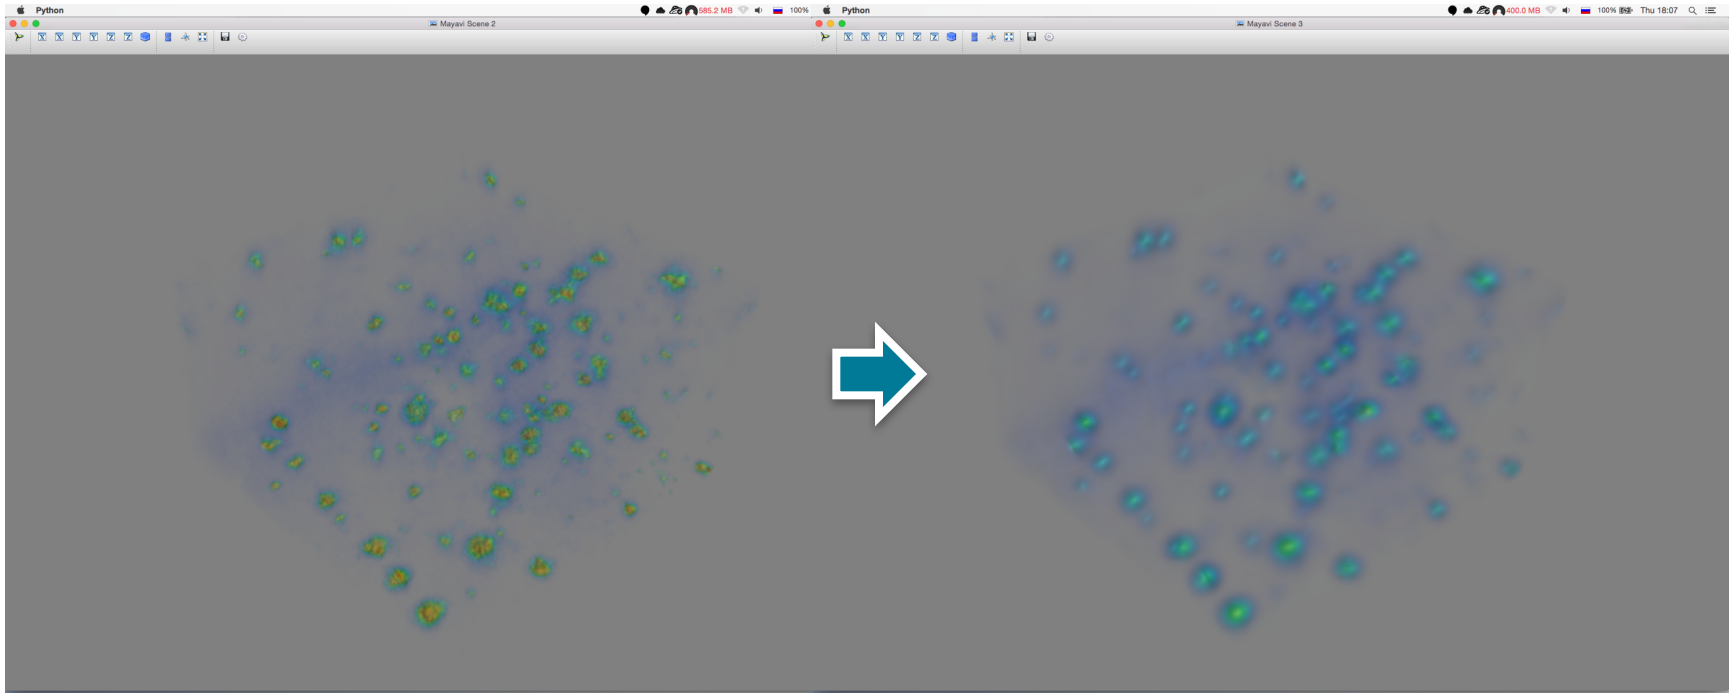 Python
585.2 MB
100%
Python
400.0 MB
100%
Thu 18:07
Mayavi Scene 2
Mayavi Scene 3
X X Y Y Z Z
X X Y Y Z Z